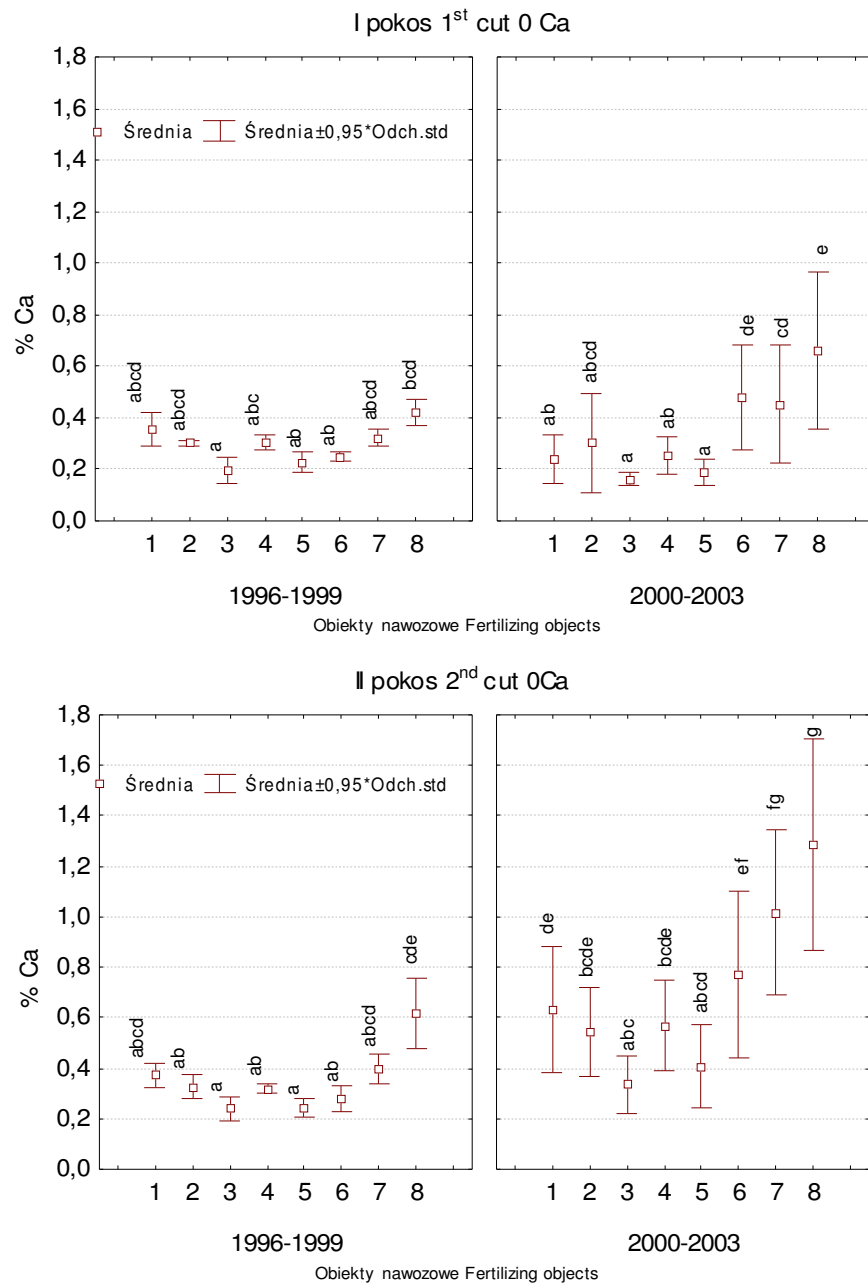 I pokos 1st cut 0 Ca
1,8
1,6
1,4
1,2
1,0
0,8
0,6
0,4
0,2
0,0
% Ca
Średnia Średnia±0,95*Odch.std
abcd abcd a abc ab ab abcd bcd
ab abcd a ab a de cd e
1 2 3 4 5 6 7 8 1 2 3 4 5 6 7 8
1996-1999 2000-2003
Obiekty nawozowe Fertilizing objects
II pokos 2nd cut 0Ca
1,8
1,6
1,4
1,2
1,0
0,8
0,6
0,4
0,2
0,0
% Ca
Średnia Średnia±0,95*Odch.std
abcd ab a ab a ab abcd cde
de bcde abc bcde abcd ef fg g
1 2 3 4 5 6 7 8 1 2 3 4 5 6 7 8
1996-1999 2000-2003
Obiekty nawozowe Fertilizing objects